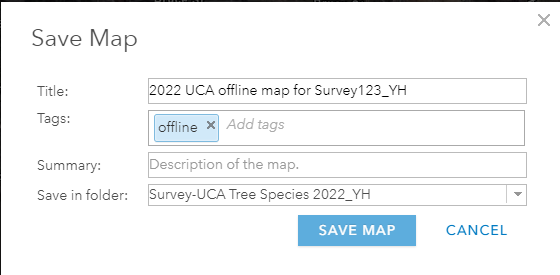 Save Map
Title: 2022 UCA offline map for Survey123_YH
Tags: offline × Add tags
Summary: Description of the map.
Save in folder: Survey-UCA Tree Species 2022_YH
SAVE MAP CANCEL